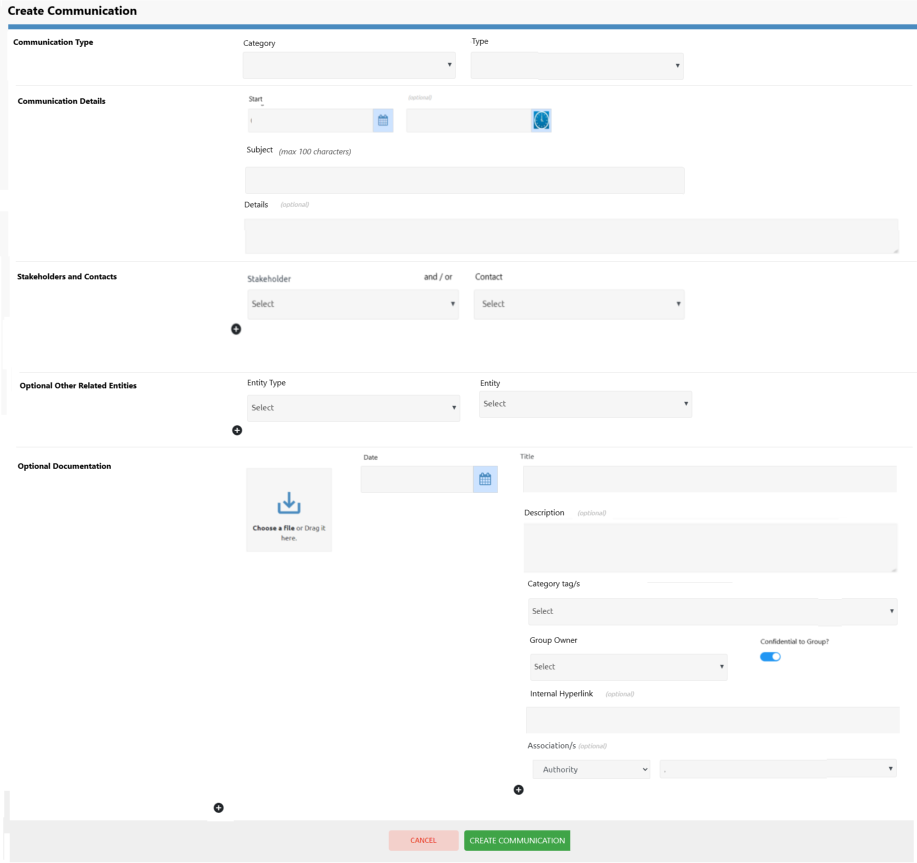 Create Communication
Communication Type
Category
Type
Communication Details
Start
(optional)
Subject (max 100 characters)
Details (optional)
Stakeholders and Contacts
Stakeholder and / or Contact
Select
Select
Optional Other Related Entities
Entity Type
Entity
Select
Select
Optional Documentation
Choose a file or Drag it
here.
Date
Title
Description (optional)
Category tag/s
Select
Group Owner
Confidential to Group?
Select
Internal Hyperlink (optional)
Association/s (optional)
Authority
CANCEL
CREATE COMMUNICATION